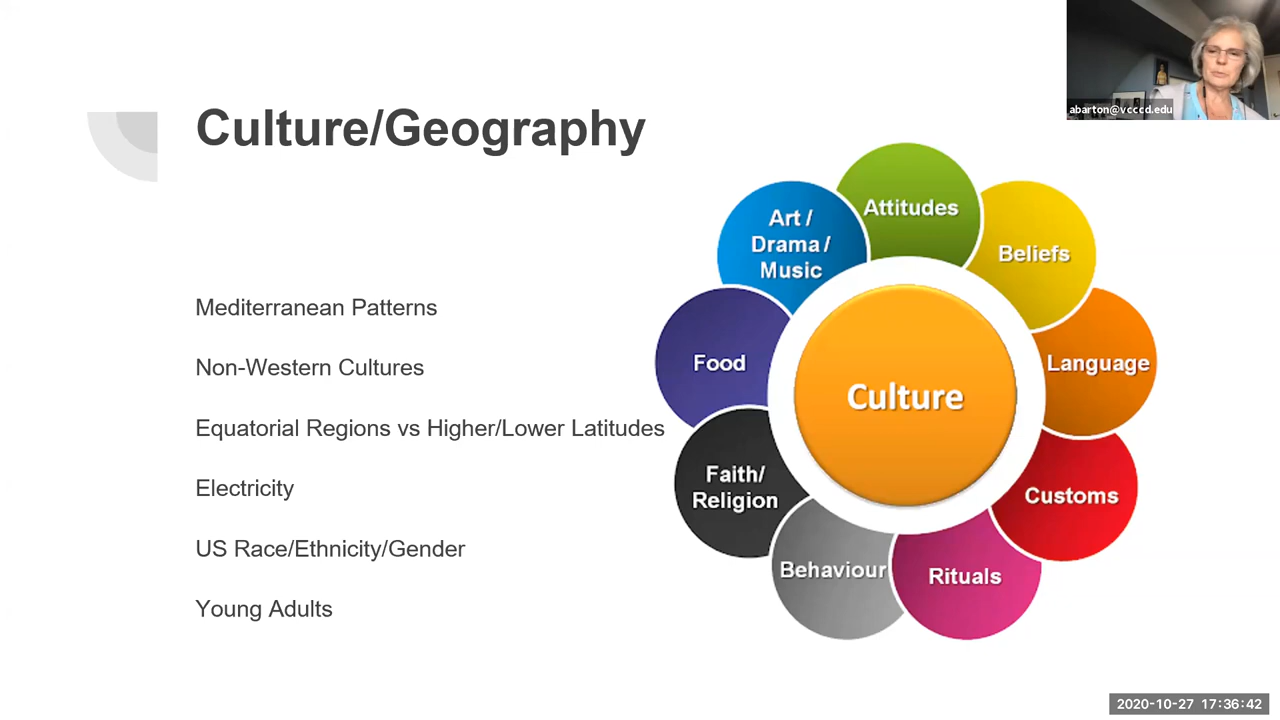 Culture/Geography
Mediterranean Patterns
Non-Western Cultures
Equatorial Regions vs Higher/Lower Latitudes
Electricity
US Race/Ethnicity/Gender
Young Adults
Attitudes
Beliefs
Language
Customs
Rituals
Behaviour
Faith/
Religion
Food
Art /
Drama /
Music
Culture
abarton@vcccd.edu
2020-10-27 17:36:42